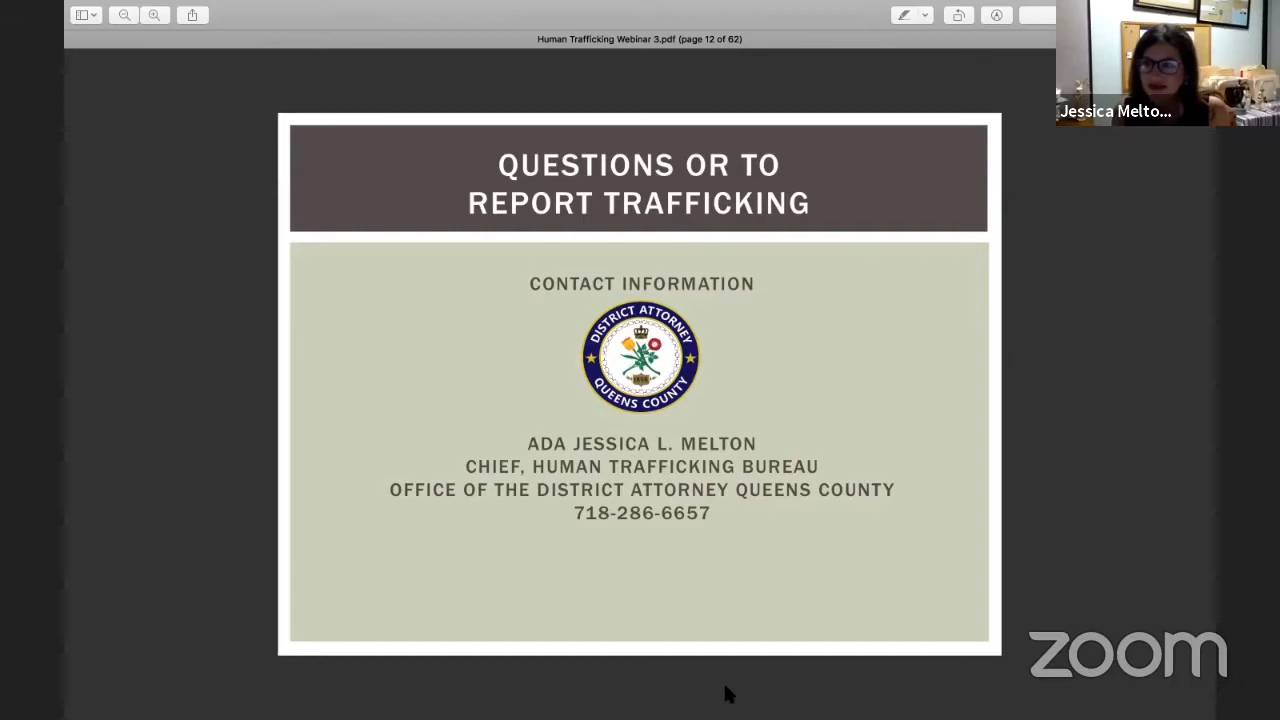 Human Trafficking Webinar 3.pdf (page 12 of 62)
Jessica Melto...
QUESTIONS OR TO
REPORT TRAFFICKING
CONTACT INFORMATION
DISTRICT ATTORNEY
QUEENS COUNTY
ADA JESSICA L. MELTON
CHIEF, HUMAN TRAFFICKING BUREAU
OFFICE OF THE DISTRICT ATTORNEY QUEENS COUNTY
718-286-6657
zoom